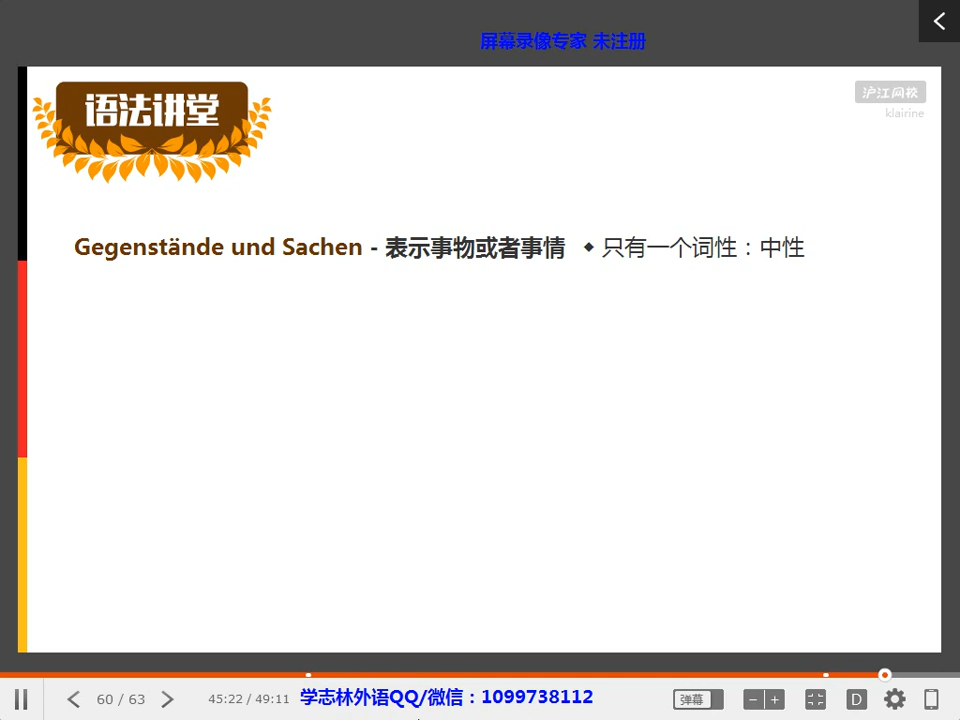 屏幕录像专家 未注册
语法讲堂
沪江网校
klairine
Gegenstände und Sachen - 表示事物或者事情 ◆ 只有一个词性：中性
60 / 63
45:22 / 49:11
学志林外语QQ/微信：1099738112
弹幕
D